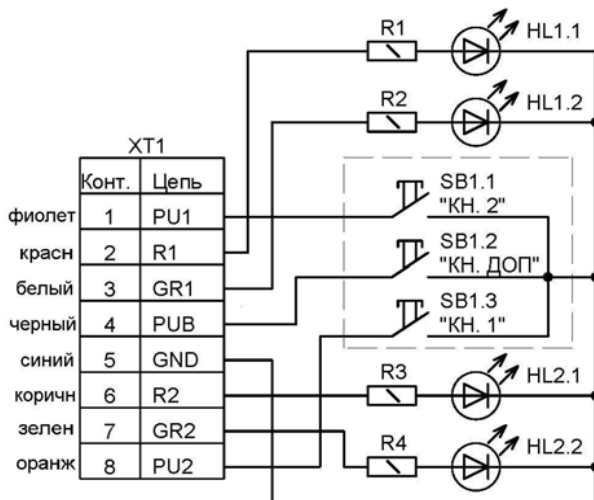 R1
HL1.1
R2
HL1.2
XT1
Конт. Цепь
фиолет 1 PU1
красн 2 R1
белый 3 GR1
черный 4 PUB
синий 5 GND
коричн 6 R2
зелен 7 GR2
оранж 8 PU2
SB1.1
"КН. 2"
SB1.2
"КН. ДОП"
SB1.3
"КН. 1"
R3
HL2.1
R4
HL2.2